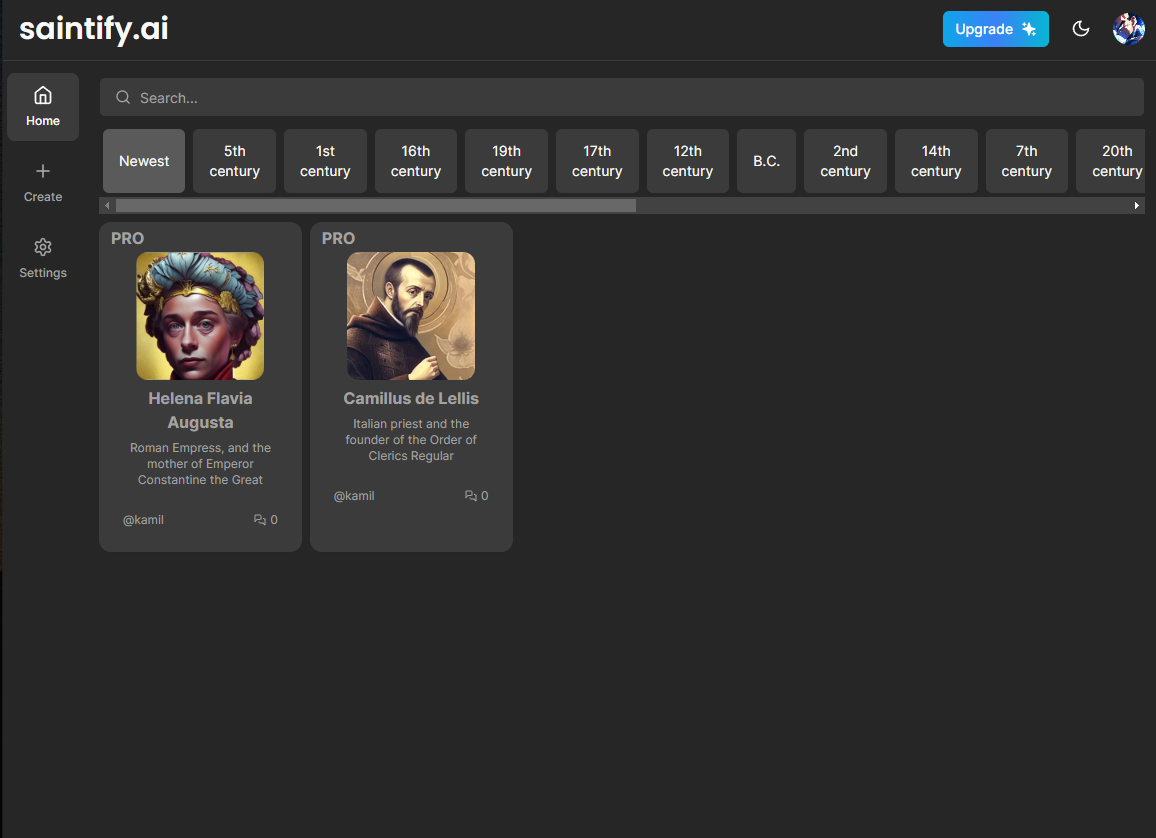 saintify.ai
Upgrade
Home
Create
Settings
Search...
Newest
5th
century
1st
century
16th
century
19th
century
17th
century
12th
century
B.C.
2nd
century
14th
century
7th
century
20th
century
PRO
Helena Flavia
Augusta
Roman Empress, and the
mother of Emperor
Constantine the Great
@kamil
0
PRO
Camillus de Lellis
Italian priest and the
founder of the Order of
Clerics Regular
@kamil
0